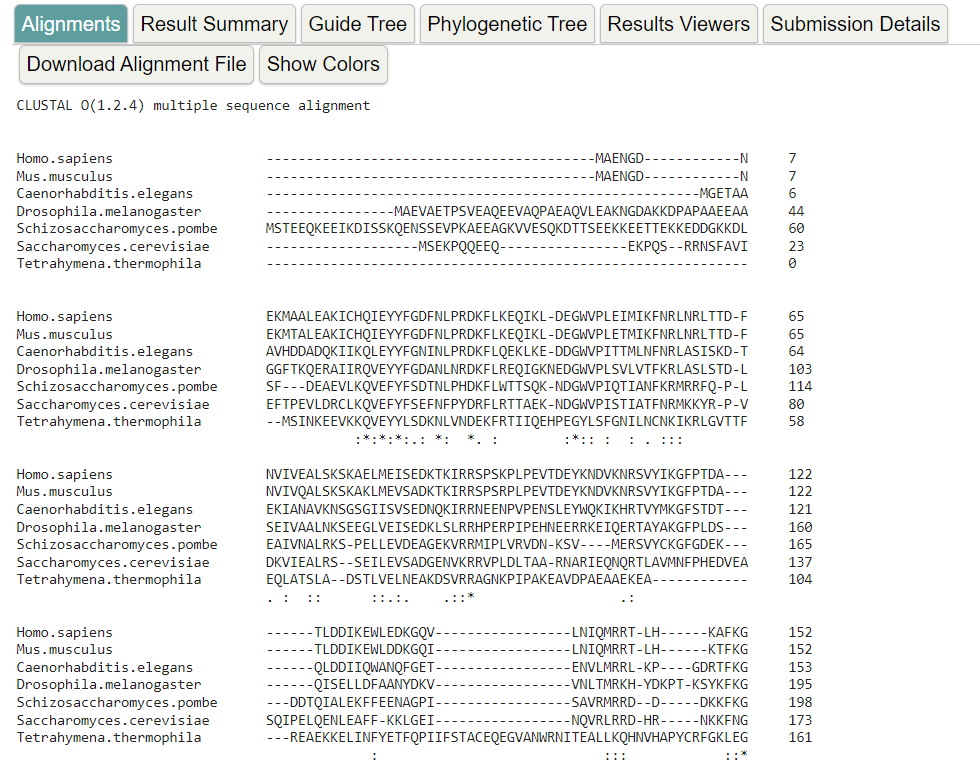 Alignments Result Summary Guide Tree Phylogenetic Tree Results Viewers Submission Details
Download Alignment File Show Colors
CLUSTAL O(1.2.4) multiple sequence alignment
Homo.sapiens -----------------------------------------MAENGD------------N 7
Mus.musculus -----------------------------------------MAENGD------------N 7
Caenorhabditis.elegans ------------------------------------------------------MGETAA 6
Drosophila.melanogaster ----------------MAEVAETPSVEAQEEVAQPAEAQVLEAKNGDAKKDPAPAAEEAA 44
Schizosaccharomyces.pombe MSTEEQKEEIKDISSKQENSSEVPKAEEAGKVVESQKDTTSEEKKEETTEKKEDDGKKDL 60
Saccharomyces.cerevisiae -------------------MSEKPQQEEQ----------------EKPQS--RRNSFAVI 23
Tetrahymena.thermophila ------------------------------------------------------------ 0
Homo.sapiens EKMAALEAKICHQIEYYFGDFNLPRDKFLKEQIKL-DEGWVPLEIMIKFNRLNRLTTD-F 65
Mus.musculus EKMTALEAKICHQIEYYFGDFNLPRDKFLKEQIKL-DEGWVPLETMIKFNRLNRLTTD-F 65
Caenorhabditis.elegans AVHDDADQKIIKQLEYYFGNINLPRDKFLQEKLKE-DDGWVPITTMLNFNRLASISKD-T 64
Drosophila.melanogaster GGFTKQERAIIRQVEYYFGDANLNRDKFLREQIGKNEDGWVPLSVLVTFKRLASLSTD-L 103
Schizosaccharomyces.pombe SF---DEAEVLKQVEFYFSDTNLPHDKFLWTTSQK-NDGWVPIQTIANFKRMRRFQ-P-L 114
Saccharomyces.cerevisiae EFTPEVLDRCLKQVEFYFSEFNFPYDRFLRTTAEK-NDGWVPISTIATFNRMKKYR-P-V 80
Tetrahymena.thermophila --MSINKEEVKKQVEYYLSDKNLVNDEKFRTIIQEHPEGYLSFGNILNCNKIKRLGVTTF 58
:*:*:*:.: *: *. : :*:: : : . :::
Homo.sapiens NVIVEALSKSKAELMEISEDKTKIRRSPSKPLPEVTDEYKNDVKNRSVYIKGFPTDA--- 122
Mus.musculus NVIVQALSKSKAKLMEVSADKTKIRRSPSRPLPEVTDEYKNDVKNRSVYIKGFPTDA--- 122
Caenorhabditis.elegans EKIANAVKNSGSGIISVSEDNQKIRRNEENPVPENSLEYWQKIKHRTVYMKGFSTDT--- 121
Drosophila.melanogaster SEIVAALNKSEEGLVEISEDKLSLRRHPERPIPEHNEERRKEIQERTAYAKGFPLDS--- 160
Schizosaccharomyces.pombe EAIVNALRKS-PELLEVDEAGEKVRRMIPLVRVDN-KSV----MERSVYCKGFGDEK--- 165
Saccharomyces.cerevisiae DKVIEALRS--SEILEVSADGENVKRRVPLDLTAA-RNARIEQNQRTLAVMNFPHEDVEA 137
Tetrahymena.thermophila EQLATSLA--DSTLVELNEAKDSVRRAGNKPIPAKEAVDPAEAAEKEA------------ 104
. : :: ::.:. .::* .:
Homo.sapiens ------TLDDIKEWLEDKGQV-----------------LNIQMRRT-LH------KAFKG 152
Mus.musculus ------TLDDIKEWLDDKGQI-----------------LNIQMRRT-LH------KTFKG 152
Caenorhabditis.elegans ------QLDDIIQWANQFGET-----------------ENVLMRRL-KP----GDRTFKG 153
Drosophila.melanogaster ------QISELLDFAANYDKV-----------------VNLTMRKH-YDKPT-KSYKFKG 195
Schizosaccharomyces.pombe ---DDTQIALEKFFEENAGPI-----------------SAVRMRRD--D------DKKFKG 198
Saccharomyces.cerevisiae SQIPELQENLEAFF-KKLGEI-----------------NQVRLRRD-HR------NKKFNG 173
Tetrahymena.thermophila ---REAEKKELINFYETFQPIIFSTACEQEGVANWRNITEALLKQHNVHAPYCRFGKLEG 161
: ::: ::*